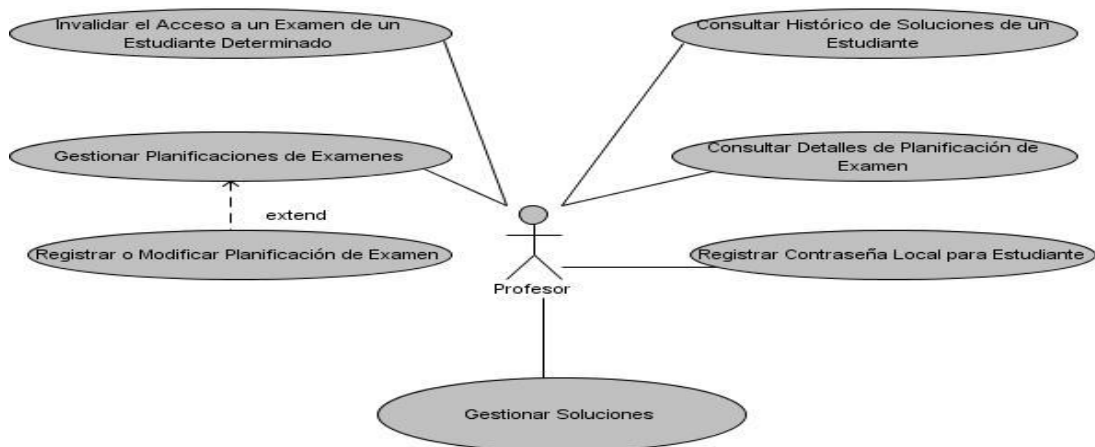 Invalidar el Acceso a un Examen de un
Estudiante Determinado
Consultar Histórico de Soluciones de un
Estudiante
Gestionar Planificaciones de Examenes
Consultar Detalles de Planificación de
Examen
extend
Registrar o Modificar Planificación de Examen
Registrar Contraseña Local para Estudiante
Profesor
Gestionar Soluciones